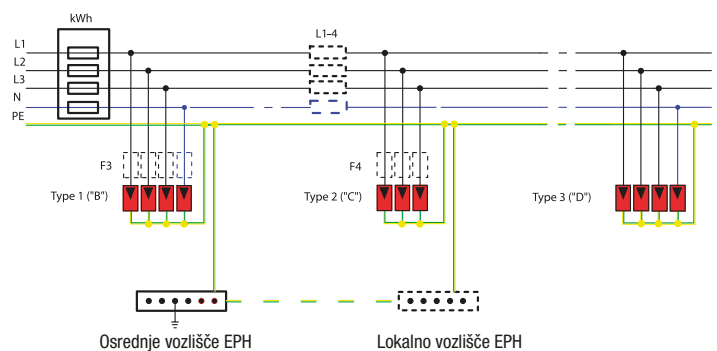 kWh
L1-4
L1
L2
L3
N
PE
F3
F4
Type 1 ("B")
Type 2 ("C")
Type 3 ("D")
Osrednje vozlišče EPH
Lokalno vozlišče EPH